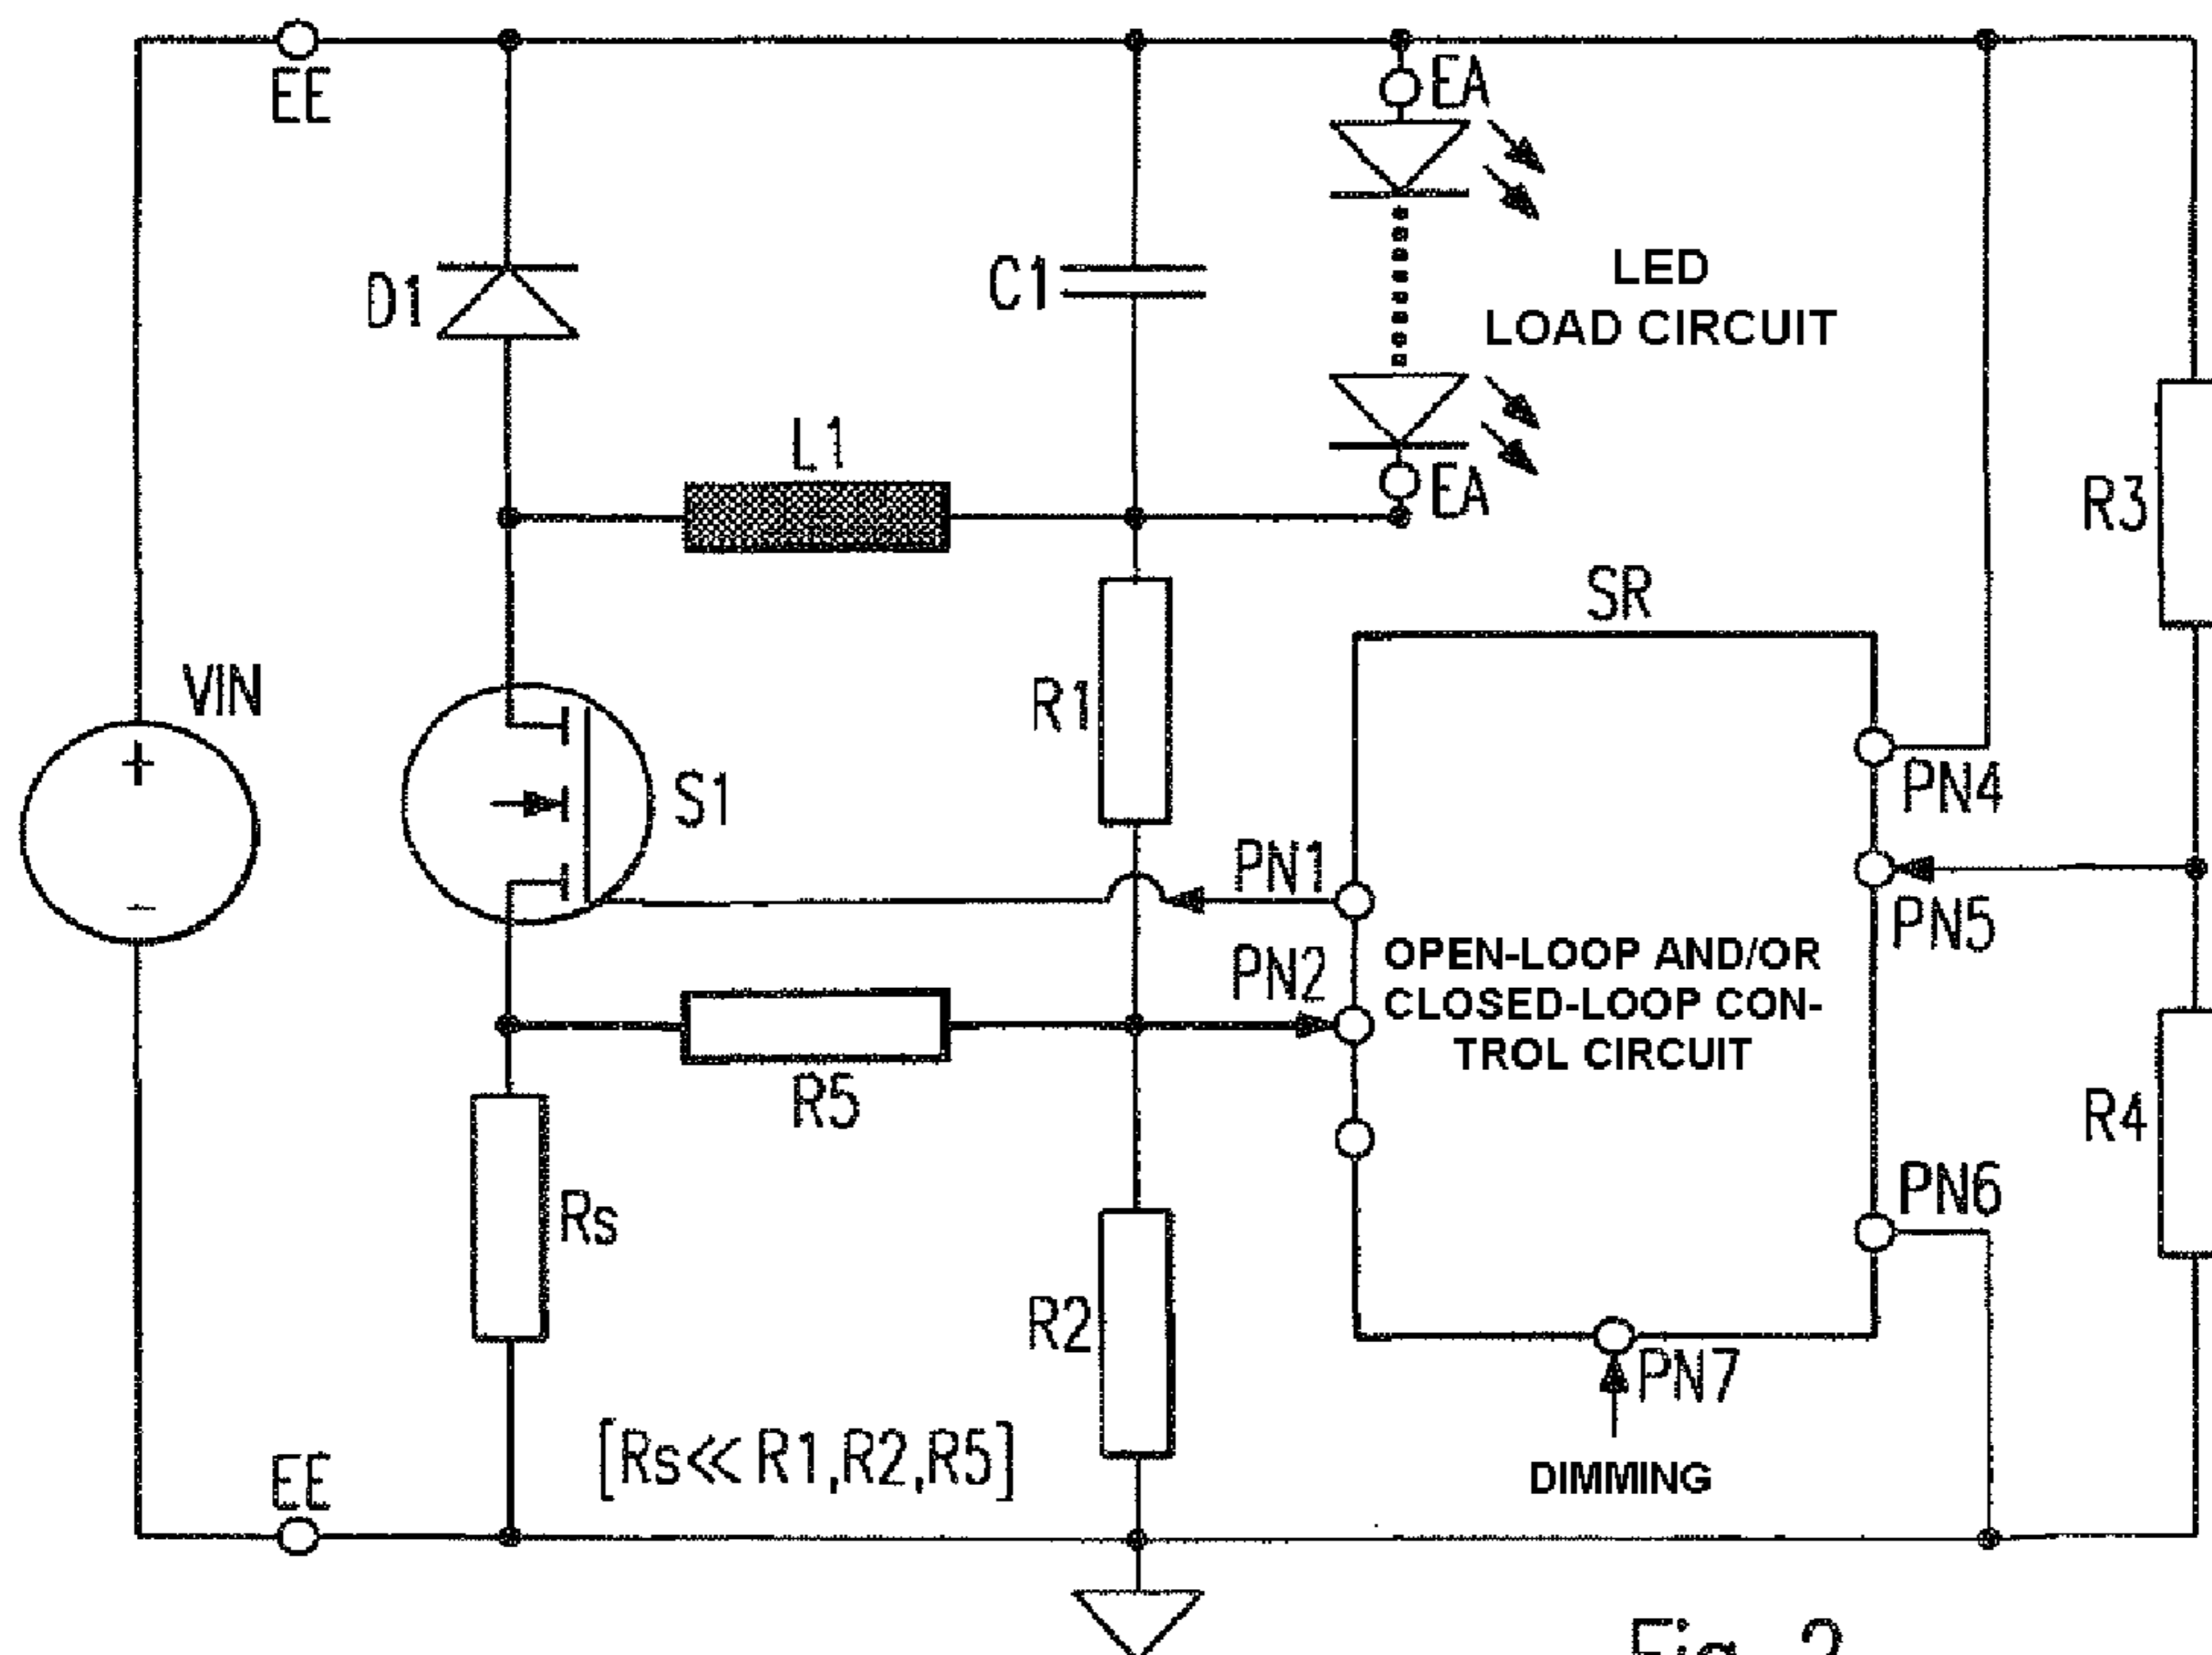 EE
EA
D1
C1
LED
LOAD CIRCUIT
L1
EA
R3
SR
VIN
+
R1
S1
PN4
PN1
PN5
PN2
OPEN-LOOP AND/OR
CLOSED-LOOP CON-
TROL CIRCUIT
R5
R4
Rs
PN6
R2
PN7
[Rs<<R1,R2,R5]
EE
DIMMING
-
Fig. 2